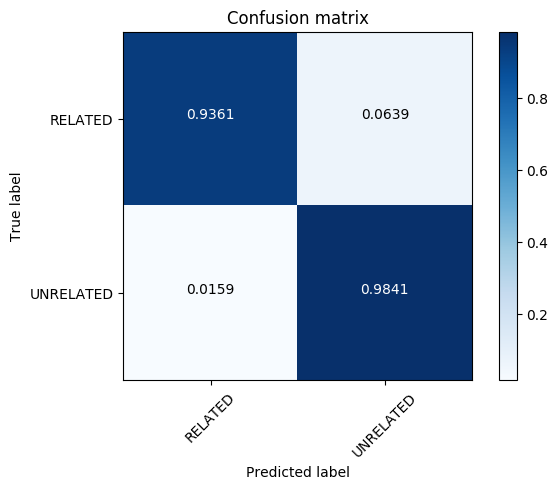 Confusion matrix
RELATED
0.9361
0.0639
UNRELATED
0.0159
0.9841
True label
RELATED
UNRELATED
Predicted label
0.8
0.6
0.4
0.2